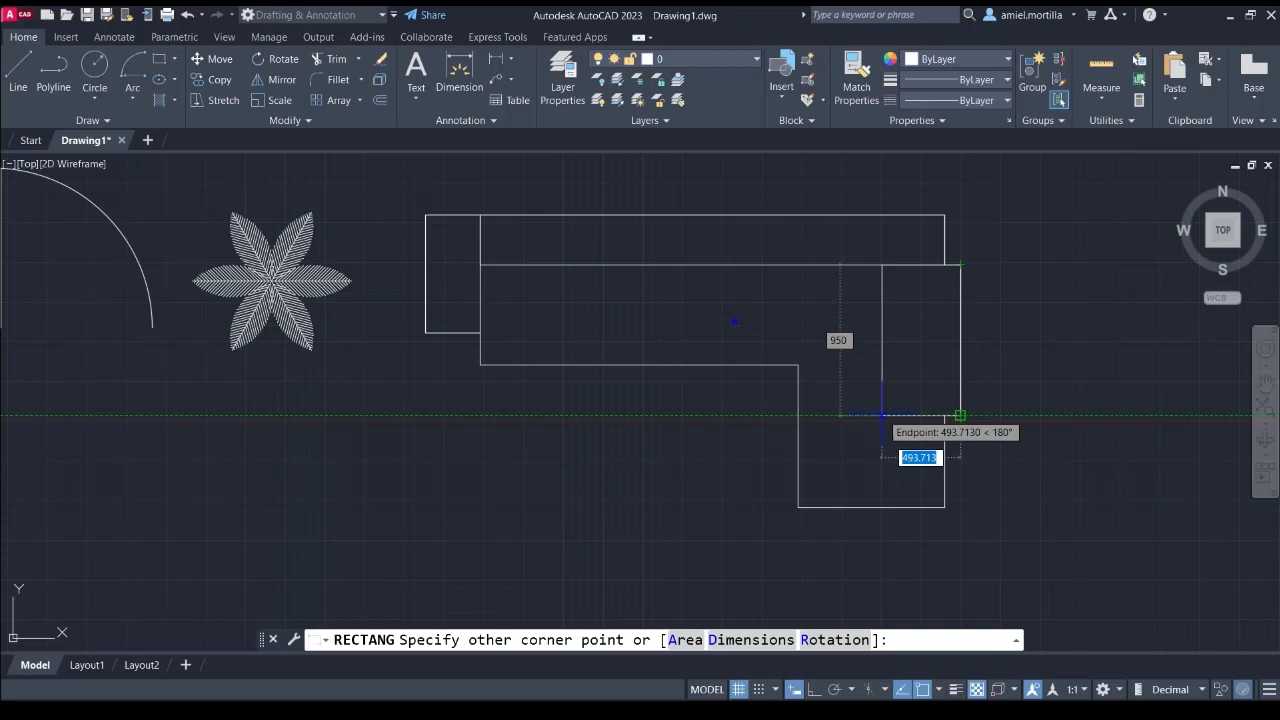 A CAD Drafting & Annotation Share Autodesk AutoCAD 2023 Drawing1.dwg Type a keyword or phrase amiel.mortilla
Home Insert Annotate Parametric View Manage Output Add-ins Collaborate Express Tools Featured Apps
Move Rotate Trim 0 ByLayer
Copy Mirror Fillet ByLayer
Stretch Scale Array Table ByLayer
Line Polyline Circle Arc Text Dimension Layer Properties Insert Match Properties Group Measure Paste Base
Draw Modify Annotation Layers Block Properties Groups Utilities Clipboard View
Start Drawing1*
[−][Top][2D Wireframe]
N
W TOP E
S
WCS
950
Endpoint: 493.7130 < 180°
493.713
Y
X
RECTANG Specify other corner point or [Area Dimensions Rotation]:
Model Layout1 Layout2
MODEL 1:1 Decimal